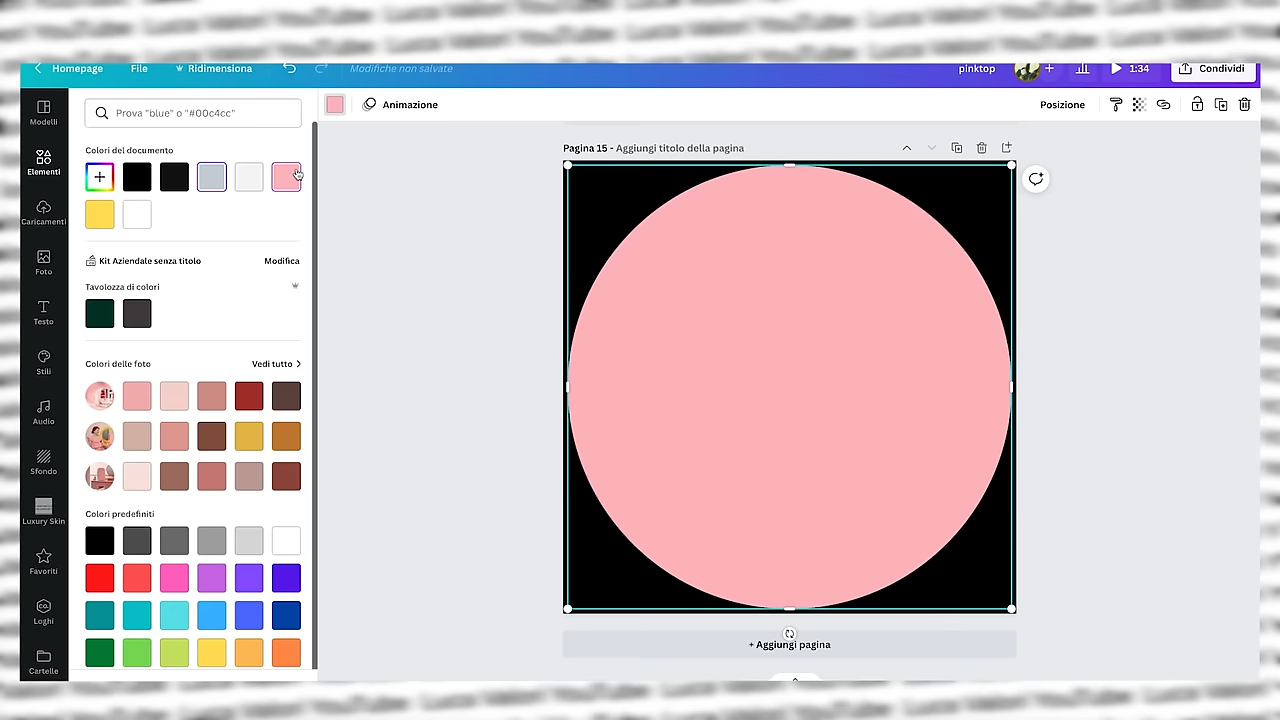 Homepage File Ridimensiona Modifiche non salvate pinktop 1:34 Condividi
Animazione Posizione
Prova "blue" o "#00c4cc"
Modelli
Elementi
Caricamenti
Foto
Testo
Stili
Audio
Sfondo
Luxury Skin
Favoriti
co.
Loghi
Cartelle
Colori del documento
Kit Aziendale senza titolo Modifica
Tavolozza di colori
Colori delle foto Vedi tutto
Colori predefiniti
Pagina 15 - Aggiungi titolo della pagina
+ Aggiungi pagina